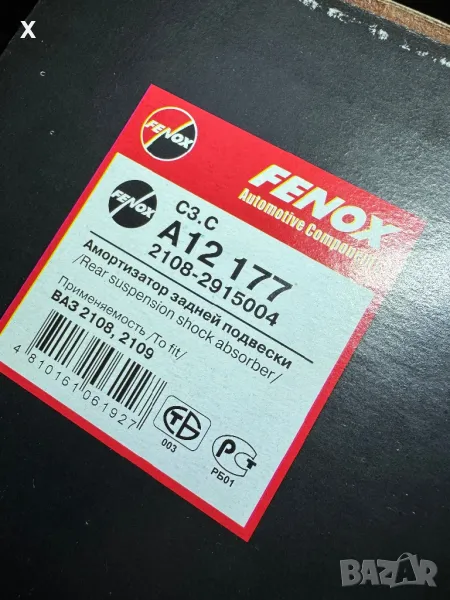 X
FENOX
FENOX
Automotive Components
FENOX
C3.C
A12 177
2108-2915004
Амортизатор задней подвески
/Rear suspension shock absorber/
Применяемость /To fit/
ВАЗ 2108, 2109
4 810161 061927
003
РБ01
BAZAR